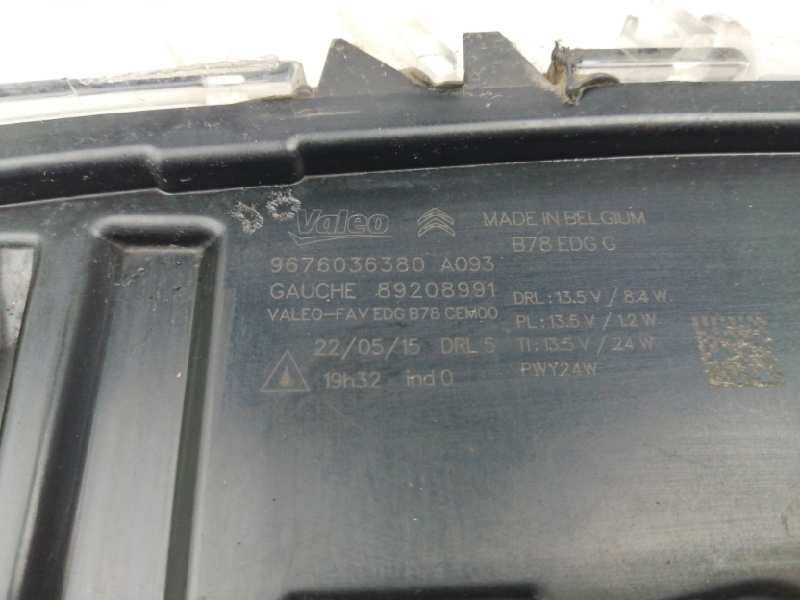 Valeo MADE IN BELGIUM
B78 EDG G
9676036380 A093
GAUCHE 89208991
VALEO-FAV EDG B78 CEM00
DRL : 13.5 V / 8.4 W
PL : 13.5 V / 1.2 W
22/05/15 DRL 5 TI : 13.5 V / 24 W
19h32 ind 0 PWY24W